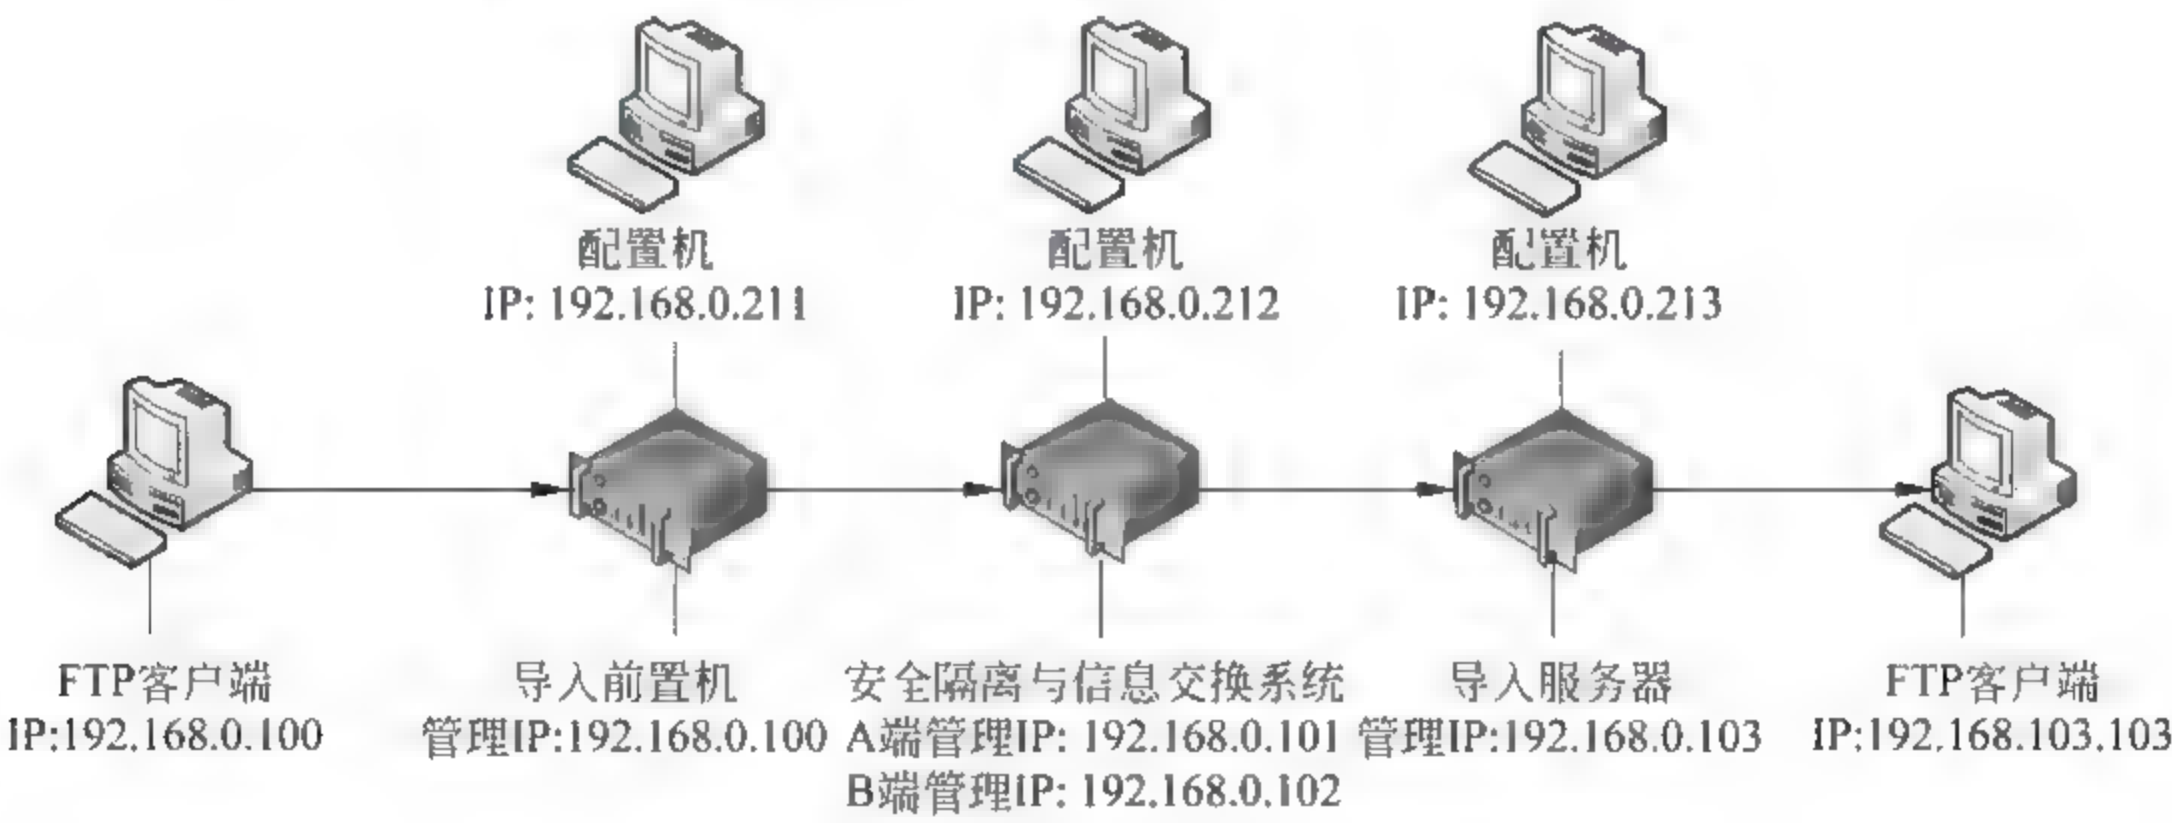 配置机
IP: 192.168.0.211
配置机
IP: 192.168.0.212
配置机
IP: 192.168.0.213
FTP客户端
IP:192.168.0.100
导入前置机
管理IP:192.168.0.100
安全隔离与信息交换系统
A端管理IP: 192.168.0.101
B端管理IP: 192.168.0.102
导入服务器
管理IP:192.168.0.103
FTP客户端
IP:192.168.103.103